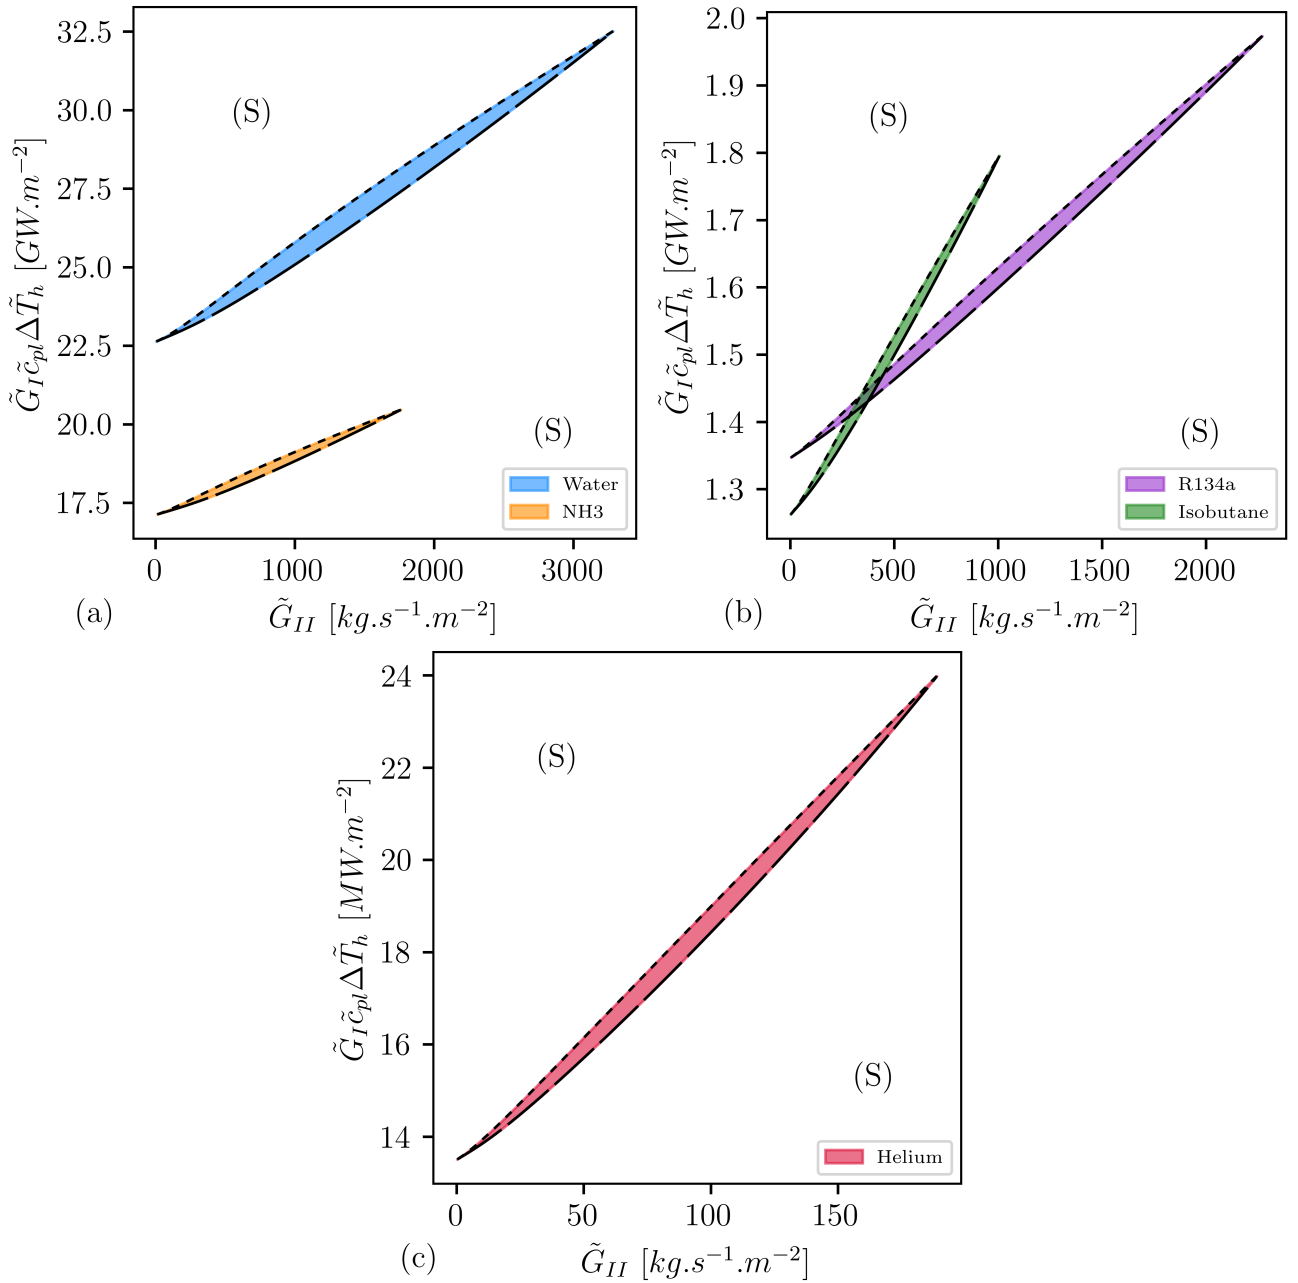 32.5
30.0
27.5
25.0
22.5
20.0
17.5
G̃_I c̃_pl ΔT̃_h [GW.m⁻²]
(S)
(S)
Water
NH3
0 1000 2000 3000
(a) G̃_II [kg.s⁻¹.m⁻²]
2.0
1.9
1.8
1.7
1.6
1.5
1.4
1.3
G̃_I c̃_pl ΔT̃_h [GW.m⁻²]
(S)
(S)
R134a
Isobutane
0 500 1000 1500 2000
(b) G̃_II [kg.s⁻¹.m⁻²]
24
22
20
18
16
14
G̃_I c̃_pl ΔT̃_h [MW.m⁻²]
(S)
(S)
Helium
0 50 100 150
(c) G̃_II [kg.s⁻¹.m⁻²]